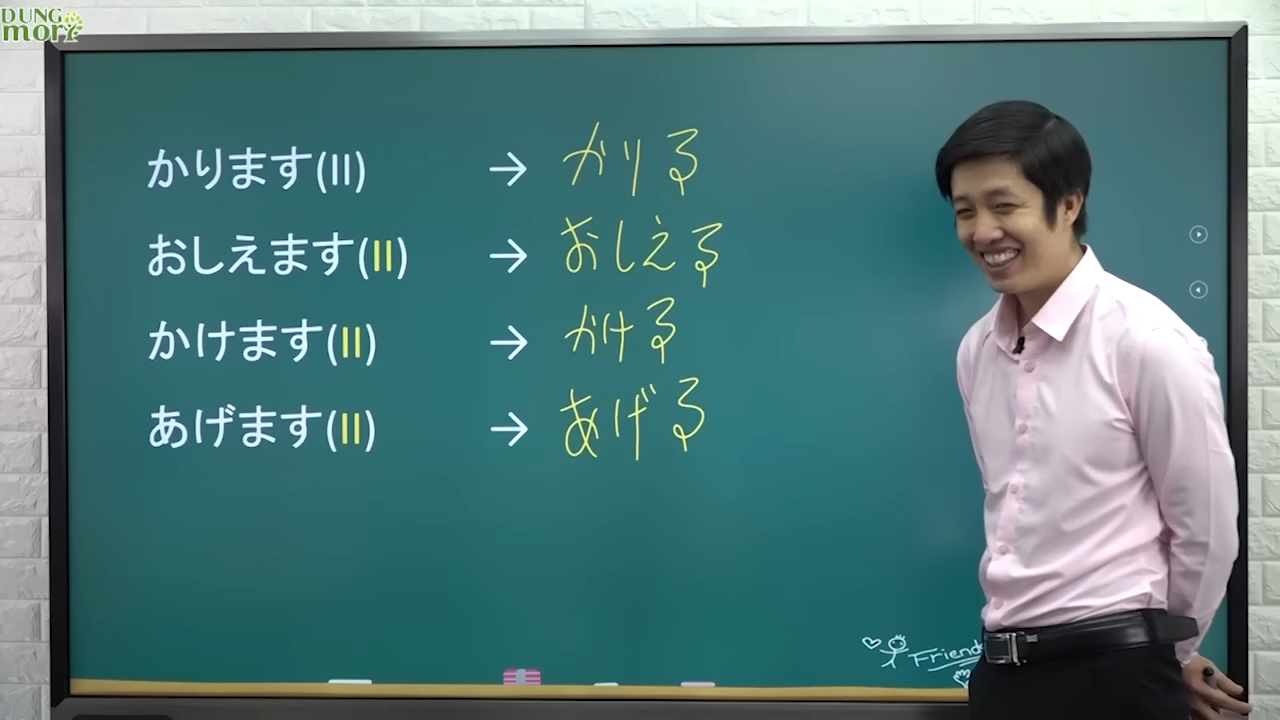 DUNG
mori
かります(II) → かりる
おしえます(II) → おしえる
かけます(II) → かける
あげます(II) → あげる